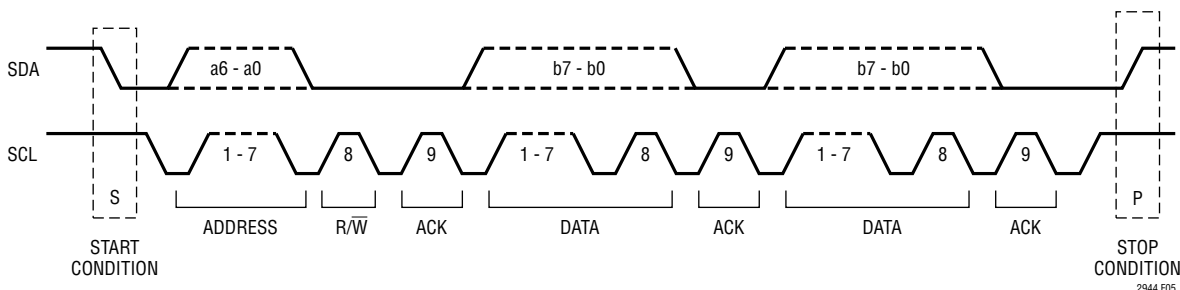 SDA
a6 - a0
b7 - b0
b7 - b0
SCL
1 - 7
8
9
1 - 7
8
9
1 - 7
8
9
S
P
ADDRESS
R/W̅
ACK
DATA
ACK
DATA
ACK
START
CONDITION
STOP
CONDITION
2944 F05